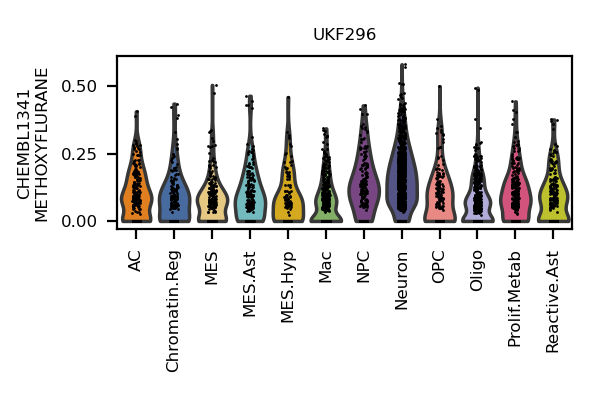 UKF296
CHEMBL1341
METHOXYFLURANE
0.50
0.25
0.00
AC
Chromatin.Reg
MES
MES.Ast
MES.Hyp
Mac
NPC
Neuron
OPC
Oligo
Prolif.Metab
Reactive.Ast